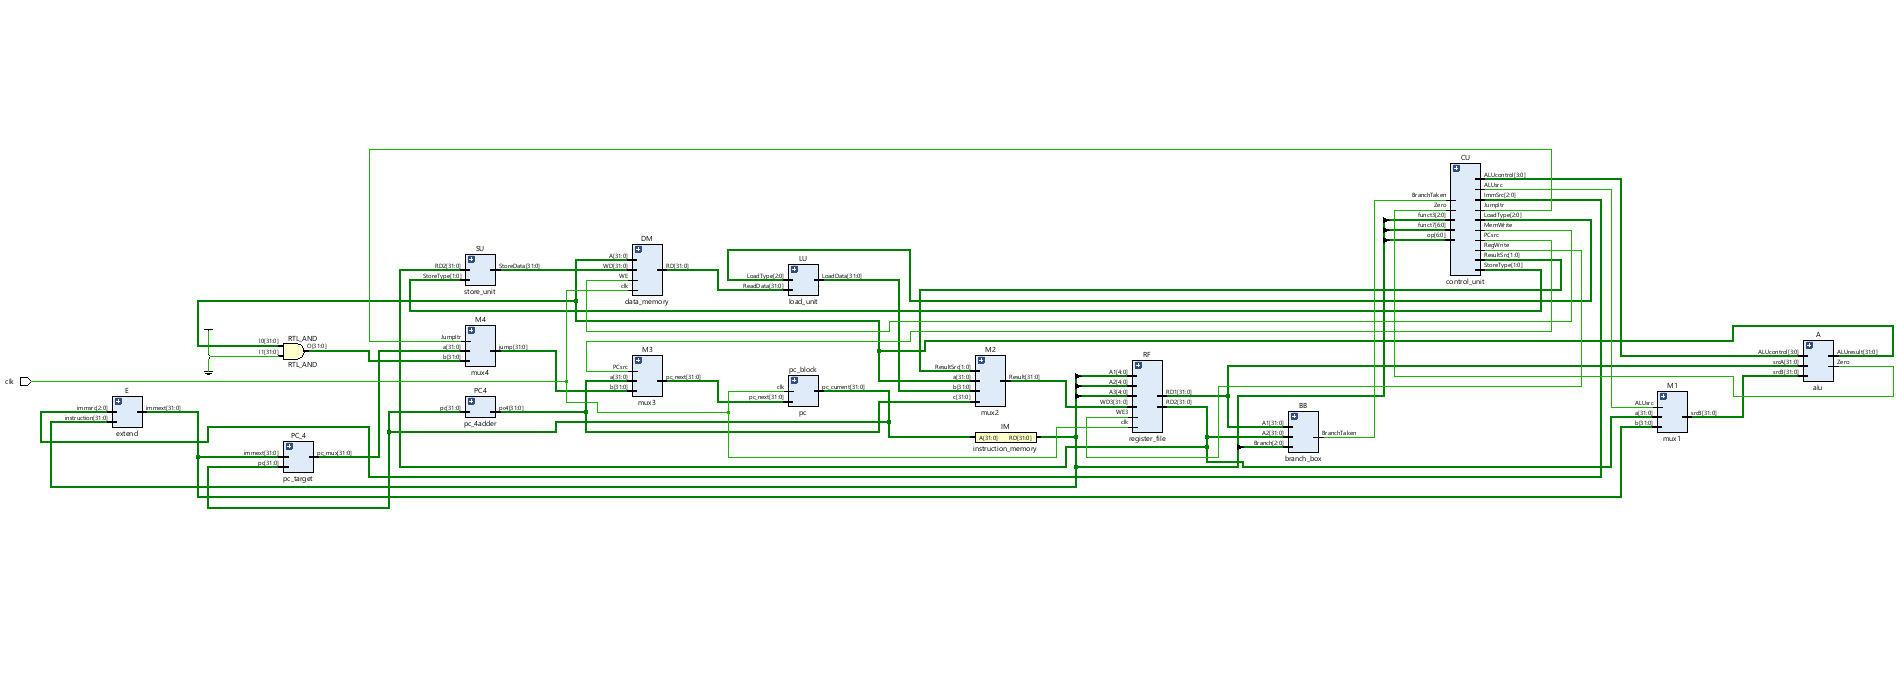 clk
E
immsrc[2:0]
instruction[31:0]
immext[31:0]
extend
I0[31:0]
I1[31:0]
RTL_AND
O[31:0]
RTL_AND
PC_4
immext[31:0]
pc[31:0]
pc_mux[31:0]
pc_target
SU
RD2[31:0]
StoreType[1:0]
StoreData[31:0]
store_unit
M4
JumpItr
a[31:0]
b[31:0]
jump[31:0]
mux4
PC4
pc[31:0]
pc4[31:0]
pc_4adder
DM
A[31:0]
WD[31:0]
WE
clk
RD[31:0]
data_memory
M3
PCsrc
a[31:0]
b[31:0]
pc_next[31:0]
mux3
LU
LoadType[2:0]
ReadData[31:0]
LoadData[31:0]
load_unit
pc_block
clk
pc_next[31:0]
pc_current[31:0]
pc
M2
ResultSrc[1:0]
a[31:0]
b[31:0]
c[31:0]
Result[31:0]
mux2
IM
A[31:0]
RD[31:0]
instruction_memory
RF
A1[4:0]
A2[4:0]
A3[4:0]
WD3[31:0]
WE3
clk
RD1[31:0]
RD2[31:0]
register_file
BB
A1[31:0]
A2[31:0]
Branch[2:0]
BranchTaken
branch_box
CU
BranchTaken
Zero
funct3[2:0]
funct7[6:0]
op[6:0]
ALUcontrol[3:0]
ALUsrc
ImmSrc[2:0]
JumpItr
LoadType[2:0]
MemWrite
PCsrc
RegWrite
ResultSrc[1:0]
StoreType[1:0]
control_unit
M1
ALUsrc
a[31:0]
b[31:0]
srcB[31:0]
mux1
A
ALUcontrol[3:0]
srcA[31:0]
srcB[31:0]
ALUresult[31:0]
Zero
alu